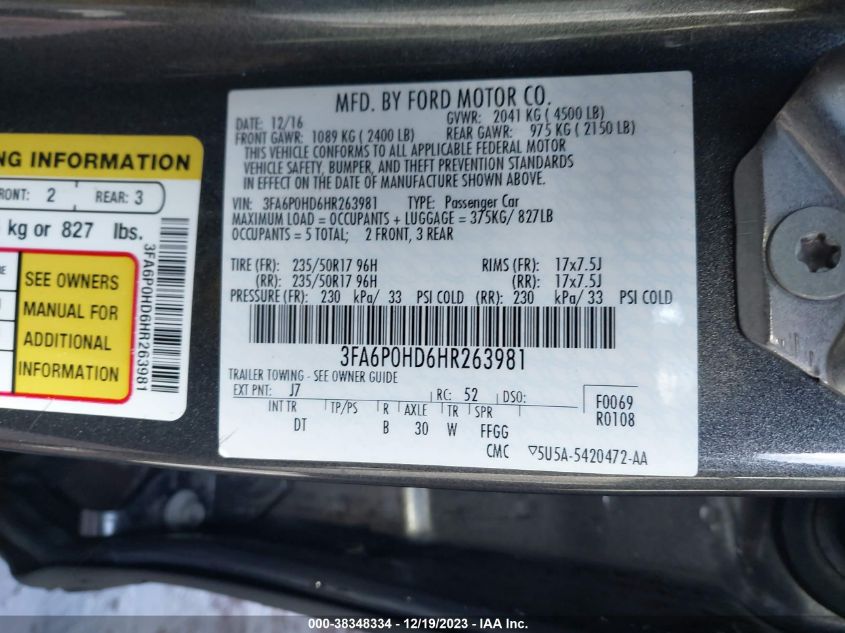 MFD. BY FORD MOTOR CO.
DATE: 12/16 GVWR: 2041 KG ( 4500 LB)
FRONT GAWR: 1089 KG ( 2400 LB) REAR GAWR: 975 KG ( 2150 LB)
THIS VEHICLE CONFORMS TO ALL APPLICABLE FEDERAL MOTOR
VEHICLE SAFETY, BUMPER, AND THEFT PREVENTION STANDARDS
IN EFFECT ON THE DATE OF MANUFACTURE SHOWN ABOVE.
VIN: 3FA6P0HD6HR263981 TYPE: Passenger Car
MAXIMUM LOAD = OCCUPANTS + LUGGAGE = 375KG/ 827LB
OCCUPANTS = 5 TOTAL; 2 FRONT, 3 REAR
TIRE (FR): 235/50R17 96H RIMS (FR): 17x7.5J
(RR): 235/50R17 96H (RR): 17x7.5J
PRESSURE (FR): 230 kPa/ 33 PSI COLD (RR): 230 kPa/ 33 PSI COLD
3FA6P0HD6HR263981
TRAILER TOWING - SEE OWNER GUIDE
EXT PNT: J7 RC: 52 DSO:
F0069
R0108
INT TR TP/PS R AXLE TR SPR
DT B 30 W FFGG
CMC ▽5U5A-5420472-AA
NG INFORMATION
FRONT: 2 REAR: 3
kg or 827 lbs.
SEE OWNERS
MANUAL FOR
ADDITIONAL
INFORMATION
3FA6P0HD6HR263981
000-38348334 - 12/19/2023 - IAA Inc.